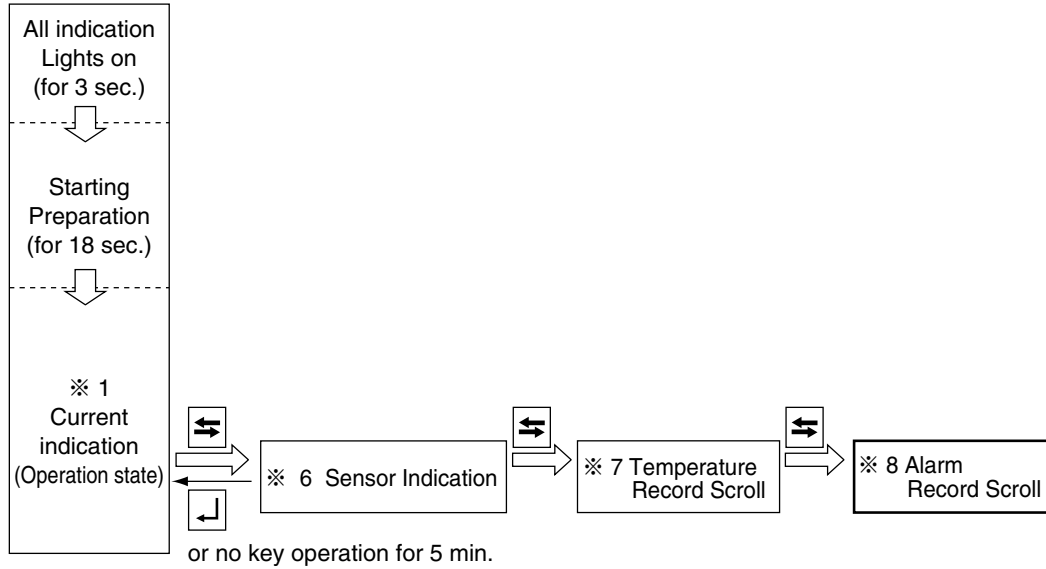 All indication
Lights on
(for 3 sec.)
Starting
Preparation
(for 18 sec.)
※ 1
Current
indication
(Operation state)
※ 6 Sensor Indication
※ 7 Temperature
Record Scroll
※ 8 Alarm
Record Scroll
or no key operation for 5 min.